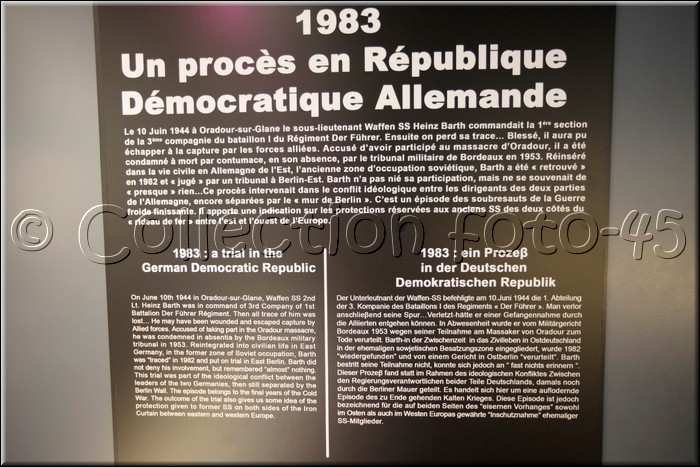 1983
Un procès en République
Démocratique Allemande
Le 10 Juin 1944 à Oradour-sur-Glane le sous-lieutenant Waffen SS Heinz Barth commandait la 1ère section
de la 3ème compagnie du bataillon I du Régiment Der Führer. Ensuite on perd sa trace... Blessé, il aura pu
échapper à la capture par les forces alliées. Accusé d'avoir participé au massacre d'Oradour, il a été
condamné à mort par contumace, en son absence, par le tribunal militaire de Bordeaux en 1953. Réinséré
dans la vie civile en Allemagne de l'Est, l'ancienne zone d'occupation soviétique, Barth a été « retrouvé »
en 1982 et « jugé » par un tribunal à Berlin-Est. Barth n'a pas nié sa participation, mais ne se souvenait de
« presque » rien...Ce procès intervenait dans le conflit idéologique entre les dirigeants des deux parties
de l'Allemagne, encore séparées par le « mur de Berlin ». C'est un épisode des soubresauts de la Guerre
froide finissante. Il apporte une indication sur les protections réservées aux anciens SS des deux côtés du
« rideau de fer » entre l'est et l'ouest de l'Europe.
© Collection foto-45
1983 : a trial in the
German Democratic Republic
On June 10th 1944 in Oradour-sur-Glane, Waffen SS 2nd
Lt. Heinz Barth was in command of 3rd Company of 1st
Battalion Der Führer Régiment. Then all trace of him was
lost... He may have been wounded and escaped capture by
Allied forces. Accused of taking part in the Oradour massacre,
he was condemned in absentia by the Bordeaux military
tribunal in 1953. Reintegrated into civilian life in East
Germany, in the former zone of Soviet occupation, Barth
was "traced" in 1982 and put on trial in East Berlin. Barth did
not deny his involvement, but remembered "almost" nothing.
This trial was part of the ideological conflict between the
leaders of the two Germanies, then still separated by the
Berlin Wall. The episode belongs to the final years of the Cold
War. The outcome of the trial also gives us some idea of the
protection given to former SS on both sides of the Iron
Curtain between eastern and western Europe.
1983 : ein Prozeß
in der Deutschen
Demokratischen Republik
Der Unterleutnant der Waffen-SS befehligte am 10.Juni 1944 die 1. Abteilung
der 3. Kompanie des Bataillons I des Regiments « Der Führer ». Man verlor
anschließend seine Spur...Verletzt-hätte er einer Gefangennahme durch
die Alliierten entgehen können. In Abwesenheit wurde er vom Militärgericht
Bordeaux 1953 wegen seiner Teilnahme am Massaker von Oradour zum
Tode verurteilt. Barth-in der Zwischenzeit in das Zivilleben in Ostdeutschland
in der ehemaligen sowjetischen Besatzungszone eingegliedert, wurde 1982
"wiedergefunden" und von einem Gericht in Ostberlin "verurteilt". Barth
bestritt seine Teilnahme nicht, konnte sich jedoch an " fast nichts erinnern ".
Dieser Prozeß fand statt im Rahmen des ideologischen Konfliktes Zwischen
den Regierungsverantwortlichen beider Teile Deutschlands, damals noch
durch die Berliner Mauer geteilt. Es handelt sich hier um eine auflodernde
Episode des zu Ende gehenden Kalten Krieges. Diese Episode ist jedoch
bezeichnend für die auf beiden Seiten des "eisernen Vorhanges" sowohl
im Osten als auch im Westen Europas gewährte "Inschutznahme" ehemaliger
SS-Mitglieder.